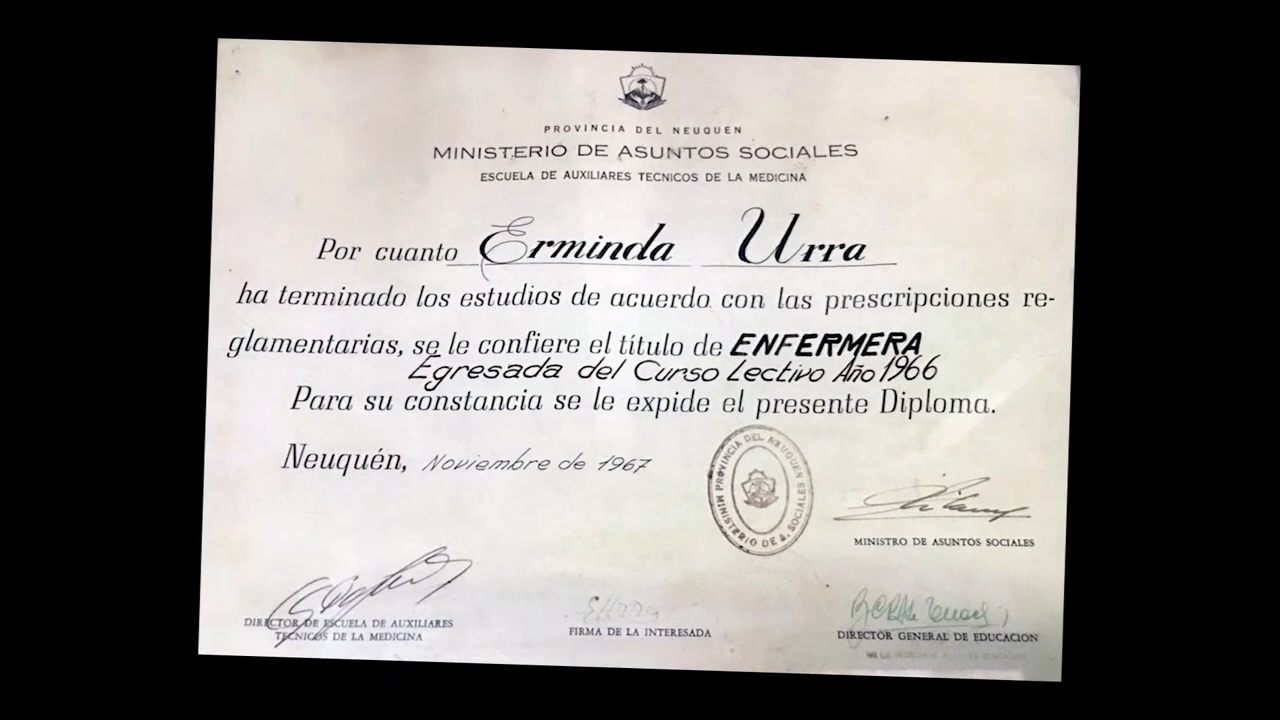 PROVINCIA DEL NEUQUEN
MINISTERIO DE ASUNTOS SOCIALES
ESCUELA DE AUXILIARES TECNICOS DE LA MEDICINA
Por cuanto Erminda Urra
ha terminado los estudios de acuerdo con las prescripciones re-
glamentarias, se le confiere el título de ENFERMERA
Egresada del Curso Lectivo Año 1966
Para su constancia se le expide el presente Diploma.
Neuquén, Noviembre de 1967
PROVINCIA DEL NEUQUEN
MINISTERIO DE A. SOCIALES
MINISTRO DE ASUNTOS SOCIALES
DIRECTOR DE ESCUELA DE AUXILIARES
TECNICOS DE LA MEDICINA
FIRMA DE LA INTERESADA
DIRECTOR GENERAL DE EDUCACION